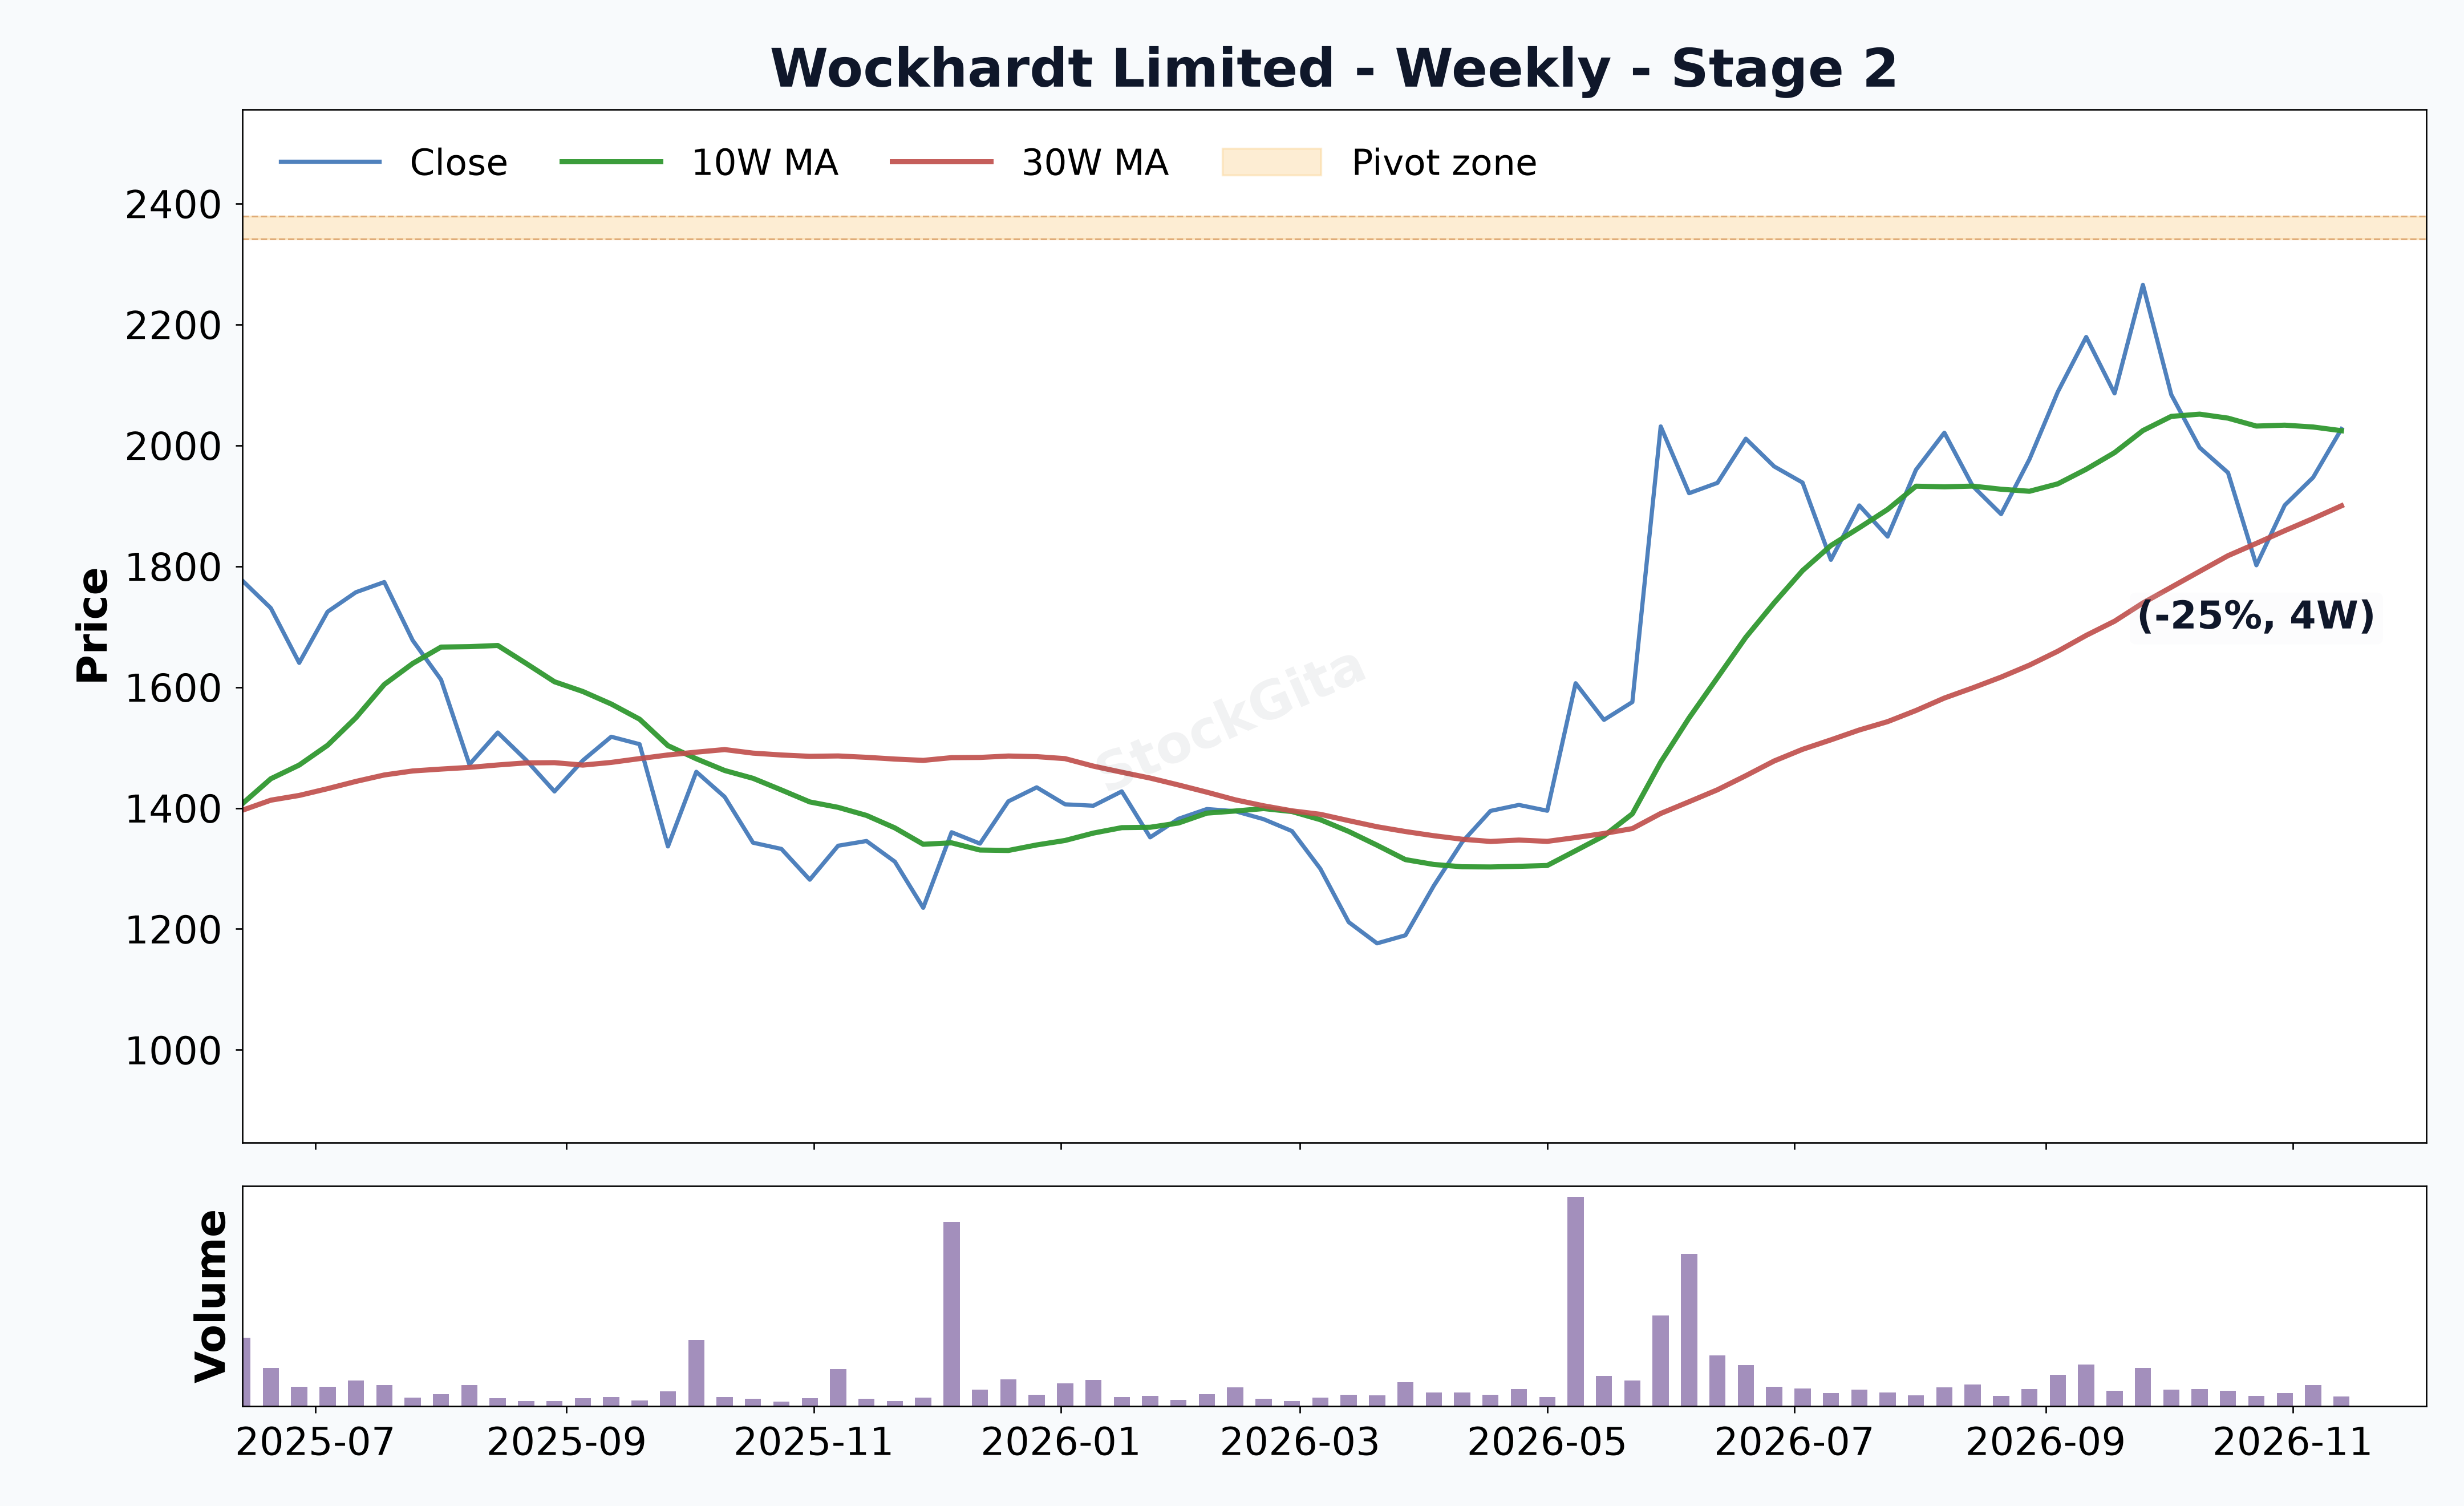 Wockhardt Limited - Weekly - Stage 2
Close 10W MA 30W MA Pivot zone
2400
2200
2000
1800
1600
1400
1200
1000
Price
(-25%, 4W)
StockGita
Volume
2025-07 2025-09 2025-11 2026-01 2026-03 2026-05 2026-07 2026-09 2026-11